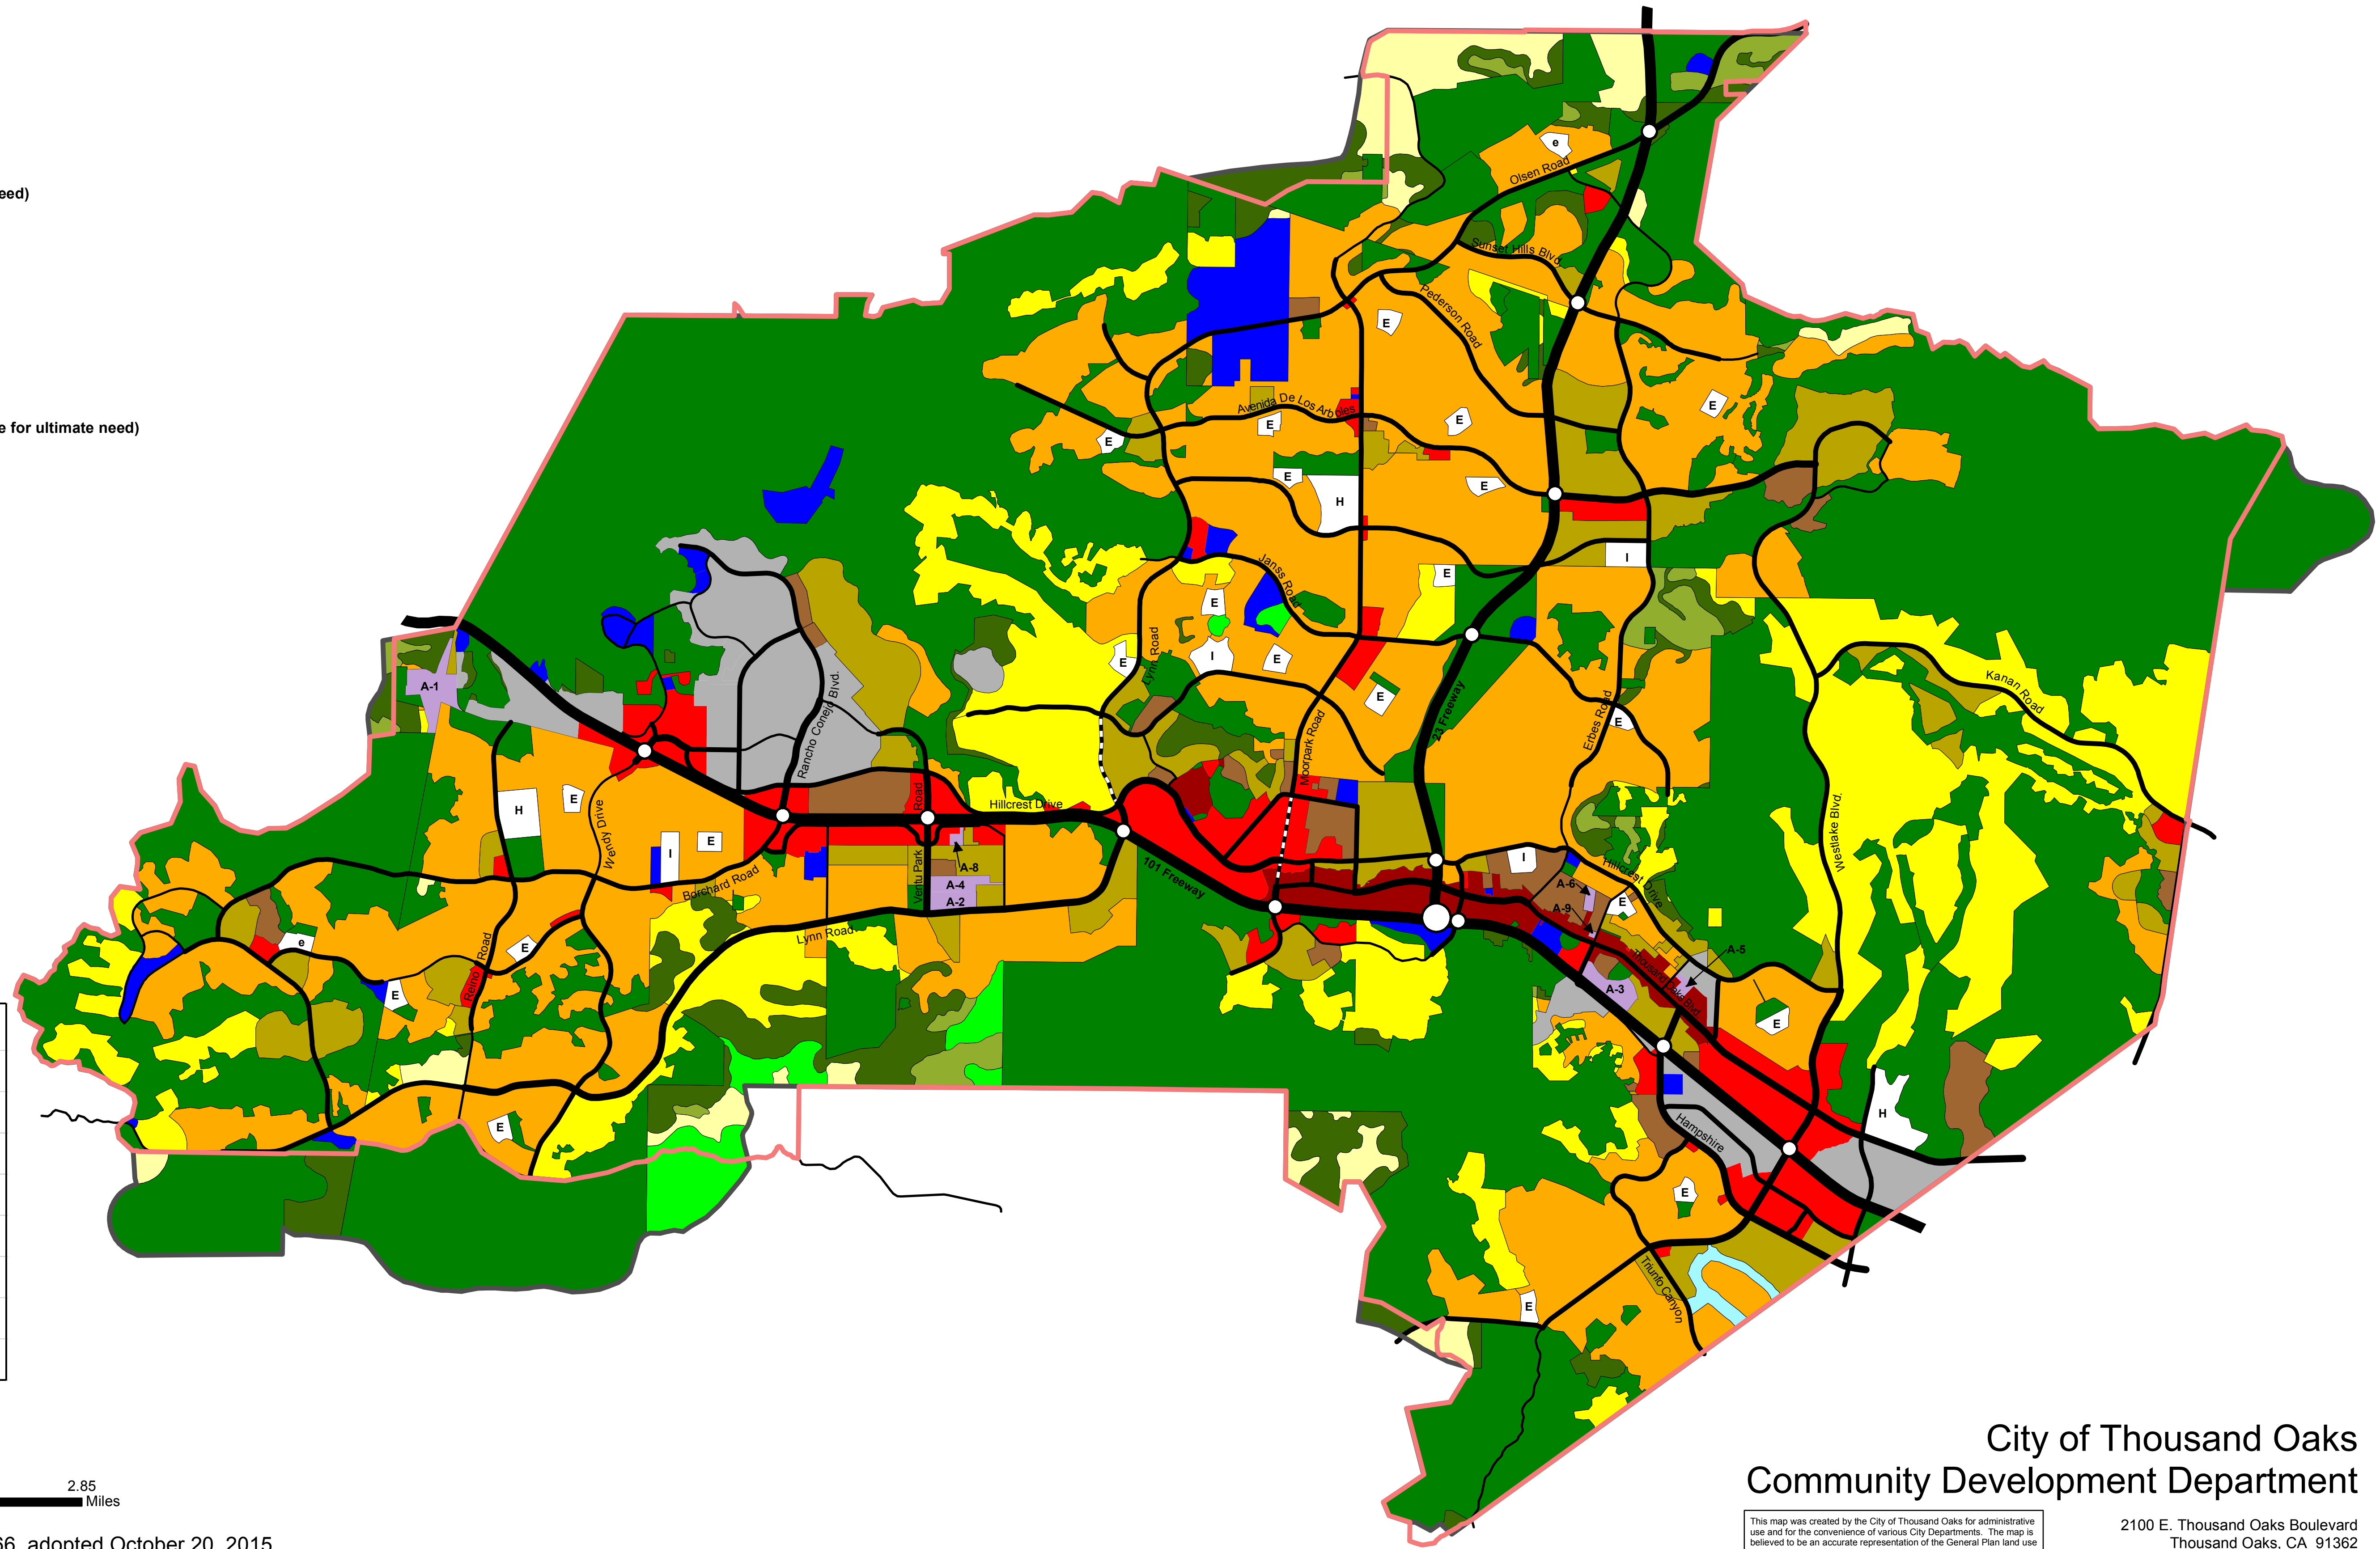 eed)
e for ultimate need)
e
Olsen Road
Sunset Hills Blvd.
Pederson Road
E
Avenida De Los Arboles
E
E
E
E
E
E
H
I
Janss Road
E
E
E
I
E
E
Lynn Road
A-1
Rancho Conejo Blvd.
Moorpark Road
23 Freeway
Erbes Road
E
Kanan Road
Westlake Blvd.
H
E
Wendy Drive
I
E
Borchard Road
Ventu Park
Road
Hillcrest Drive
A-8
A-4
A-2
101 Freeway
I
Hillcrest Drive
A-6
A-9
E
A-5
Thousand Oaks Blvd.
A-3
E
Lynn Road
e
E
E
Reino
Road
E
H
Hampshire
E
Triunfo Canyon
E
2.85
Miles
66, adopted October 20, 2015
City of Thousand Oaks
Community Development Department
This map was created by the City of Thousand Oaks for administrative
use and for the convenience of various City Departments. The map is
believed to be an accurate representation of the General Plan land use
2100 E. Thousand Oaks Boulevard
Thousand Oaks, CA 91362